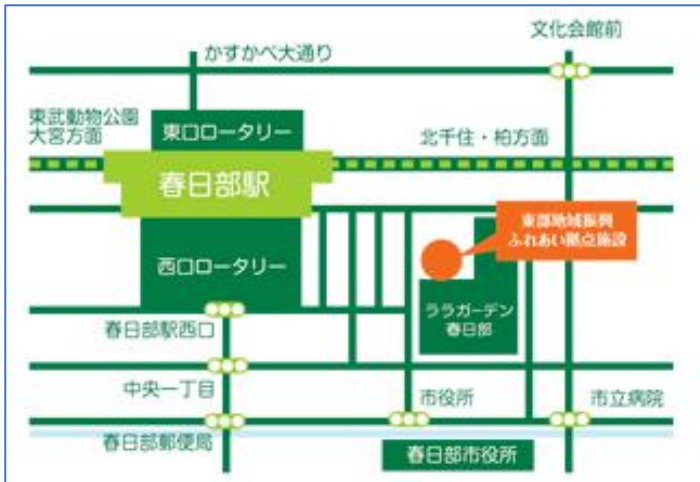 文化会館前
かすかべ大通り
東武動物公園
大宮方面
東口ロータリー
北千住・柏方面
春日部駅
東部地域振興
ふれあい拠点施設
西口ロータリー
ララガーデン
春日部
春日部駅西口
中央一丁目
市役所
市立病院
春日部郵便局
春日部市役所